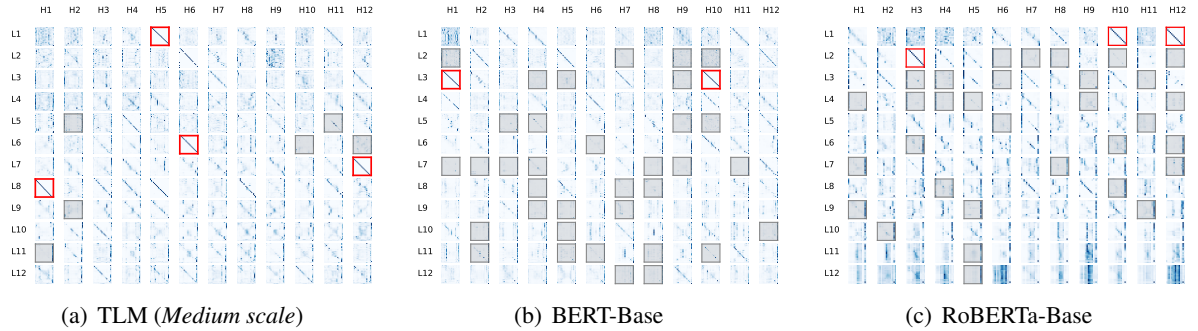 H1 H2 H3 H4 H5 H6 H7 H8 H9 H10 H11 H12
L1
L2
L3
L4
L5
L6
L7
L8
L9
L10
L11
L12
(a) TLM (Medium scale)
H1 H2 H3 H4 H5 H6 H7 H8 H9 H10 H11 H12
L1
L2
L3
L4
L5
L6
L7
L8
L9
L10
L11
L12
(b) BERT-Base
H1 H2 H3 H4 H5 H6 H7 H8 H9 H10 H11 H12
L1
L2
L3
L4
L5
L6
L7
L8
L9
L10
L11
L12
(c) RoBERTa-Base